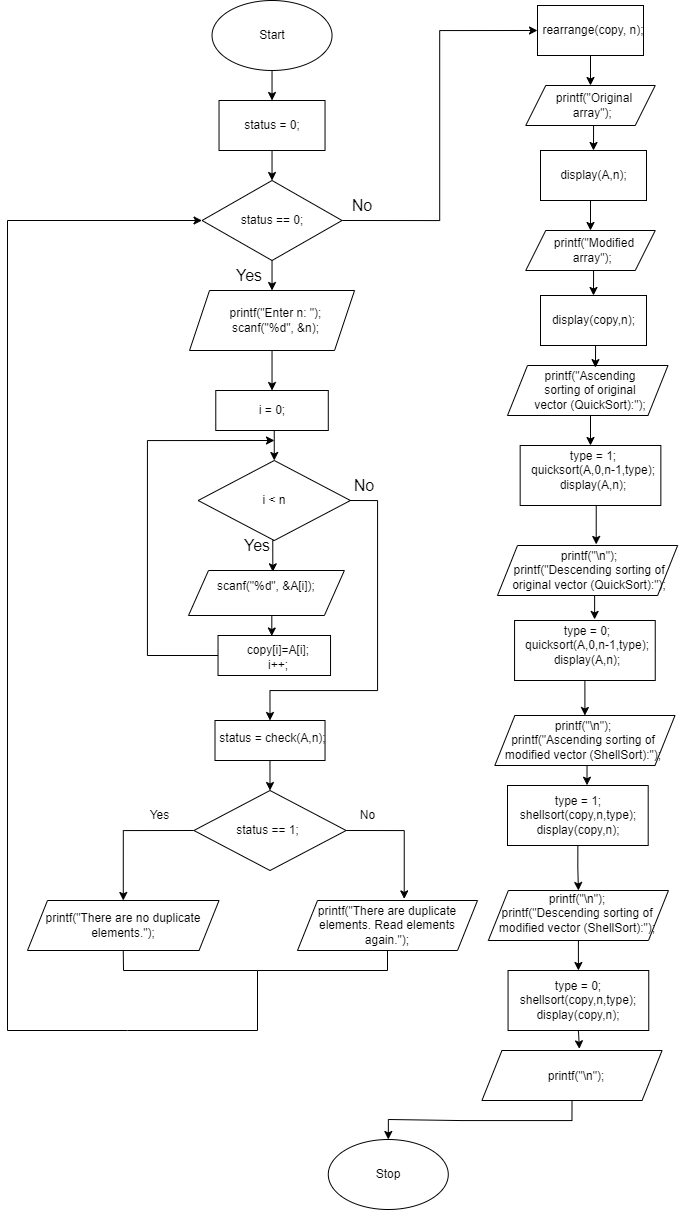 Start
status = 0;
status == 0;
No
Yes
printf("Enter n: ");
scanf("%d", &n);
i = 0;
i < n
No
Yes
scanf("%d", &A[i]);
copy[i]=A[i];
i++;
status = check(A,n);
status == 1;
Yes
No
printf("There are no duplicate
elements.");
printf("There are duplicate
elements. Read elements
again.");
rearrange(copy, n);
printf("Original
array");
display(A,n);
printf("Modified
array");
display(copy,n);
printf("Ascending
sorting of original
vector (QuickSort):");
type = 1;
quicksort(A,0,n-1,type);
display(A,n);
printf("\n");
printf("Descending sorting of
original vector (QuickSort):");
type = 0;
quicksort(A,0,n-1,type);
display(A,n);
printf("\n");
printf("Ascending sorting of
modified vector (ShellSort):");
type = 1;
shellsort(copy,n,type);
display(copy,n);
printf("\n");
printf("Descending sorting of
modified vector (ShellSort):");
type = 0;
shellsort(copy,n,type);
display(copy,n);
printf("\n");
Stop